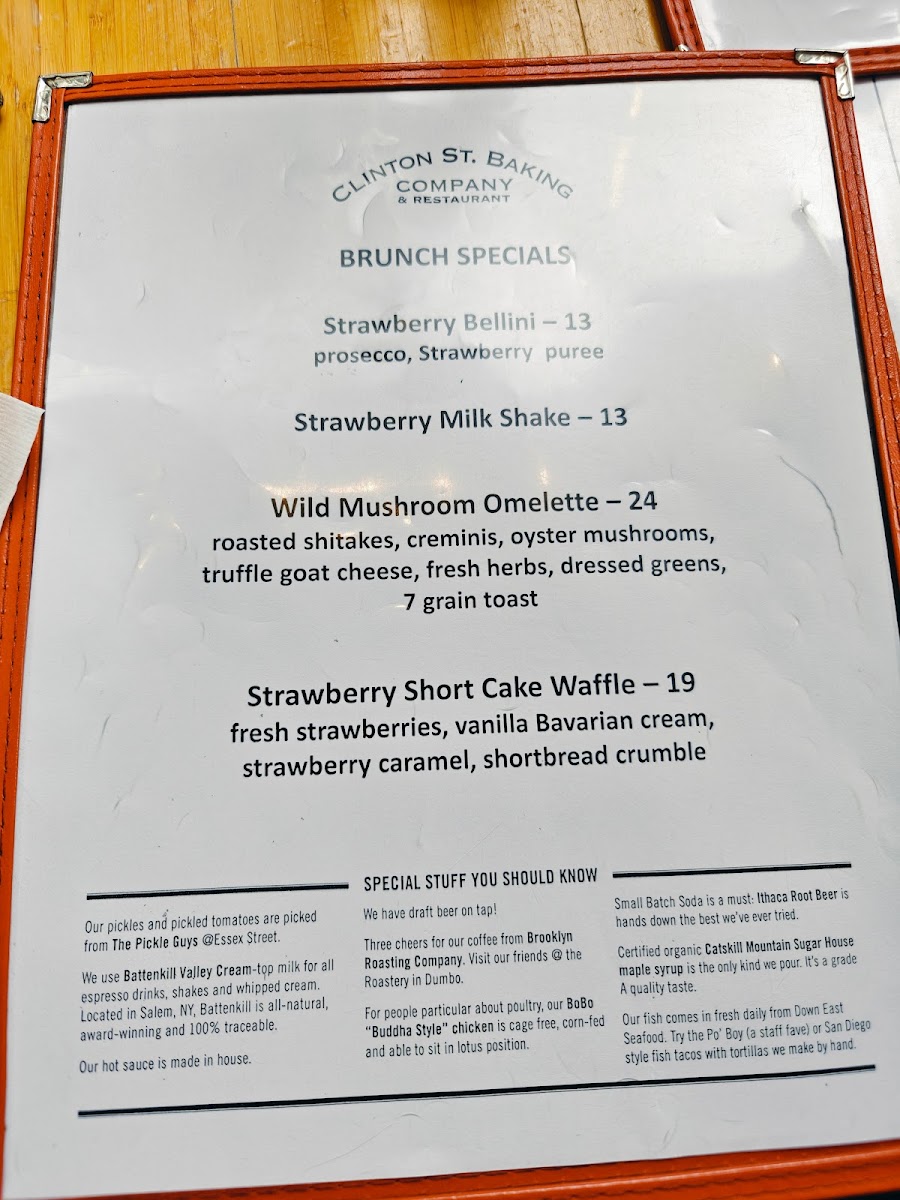 CLINTON ST. BAKING
COMPANY
& RESTAURANT
BRUNCH SPECIALS
Strawberry Bellini – 13
prosecco, Strawberry puree
Strawberry Milk Shake – 13
Wild Mushroom Omelette – 24
roasted shitakes, creminis, oyster mushrooms,
truffle goat cheese, fresh herbs, dressed greens,
7 grain toast
Strawberry Short Cake Waffle – 19
fresh strawberries, vanilla Bavarian cream,
strawberry caramel, shortbread crumble
SPECIAL STUFF YOU SHOULD KNOW
Our pickles and pickled tomatoes are picked
from The Pickle Guys @Essex Street.
We use Battenkill Valley Cream-top milk for all
espresso drinks, shakes and whipped cream.
Located in Salem, NY, Battenkill is all-natural,
award-winning and 100% traceable.
Our hot sauce is made in house.
We have draft beer on tap!
Three cheers for our coffee from Brooklyn
Roasting Company. Visit our friends @ the
Roastery in Dumbo.
For people particular about poultry, our BoBo
“Buddha Style” chicken is cage free, corn-fed
and able to sit in lotus position.
Small Batch Soda is a must: Ithaca Root Beer is
hands down the best we've ever tried.
Certified organic Catskill Mountain Sugar House
maple syrup is the only kind we pour. It's a grade
A quality taste.
Our fish comes in fresh daily from Down East
Seafood. Try the Po' Boy (a staff fave) or San Diego
style fish tacos with tortillas we make by hand.